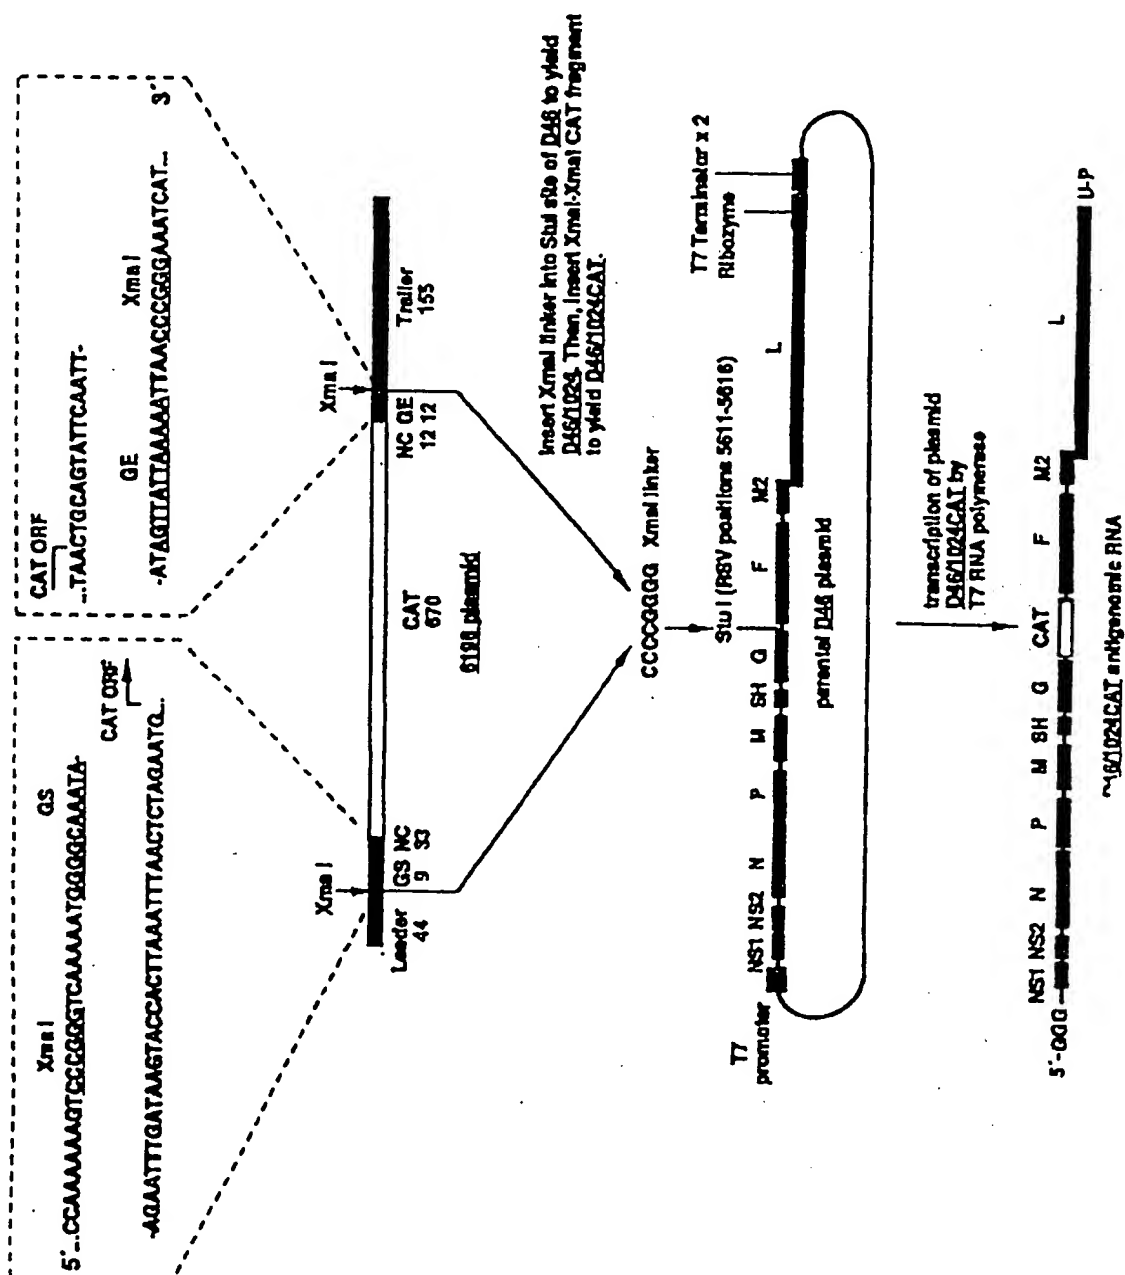 Xma I
GS
5´...CCAAAAAAGTCCCGGGTCAAAAATGGGGCAAATA-
CAT ORF
-AGAATTTGATAAGTACCACTTAAATTTAACTCTAGAATG...
CAT ORF
...TAACTGCAGTATTCAATT-
GE
Xma I
-ATAGTTATTAAAAATTAACCCGGGAAATCAT...
3´
Xma I
Xma I
Leader
44
GS NC
9 33
CAT
670
NC GE
12 12
Trailer
155
6196 plasmid
Insert XmaI linker into StuI site of D46 to yield
D46/1024. Then, insert XmaI-XmaI CAT fragment
to yield D46/1024CAT.
CCCCGGGG XmaI linker
Stu I (RSV positions 5611-5616)
T7 Terminator x 2
Ribozyme
T7
promoter
NS1 NS2 N P M SH G F M2 L
parental D46 plasmid
transcription of plasmid
D46/1024CAT by
T7 RNA polymerase
NS1 NS2 N P M SH G CAT F M2 L
5´-GGG
U-P
46/1024CAT antigenomic RNA